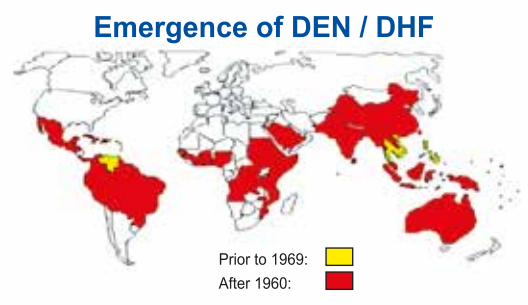 Emergence of DEN / DHF
Prior to 1969:
After 1960: